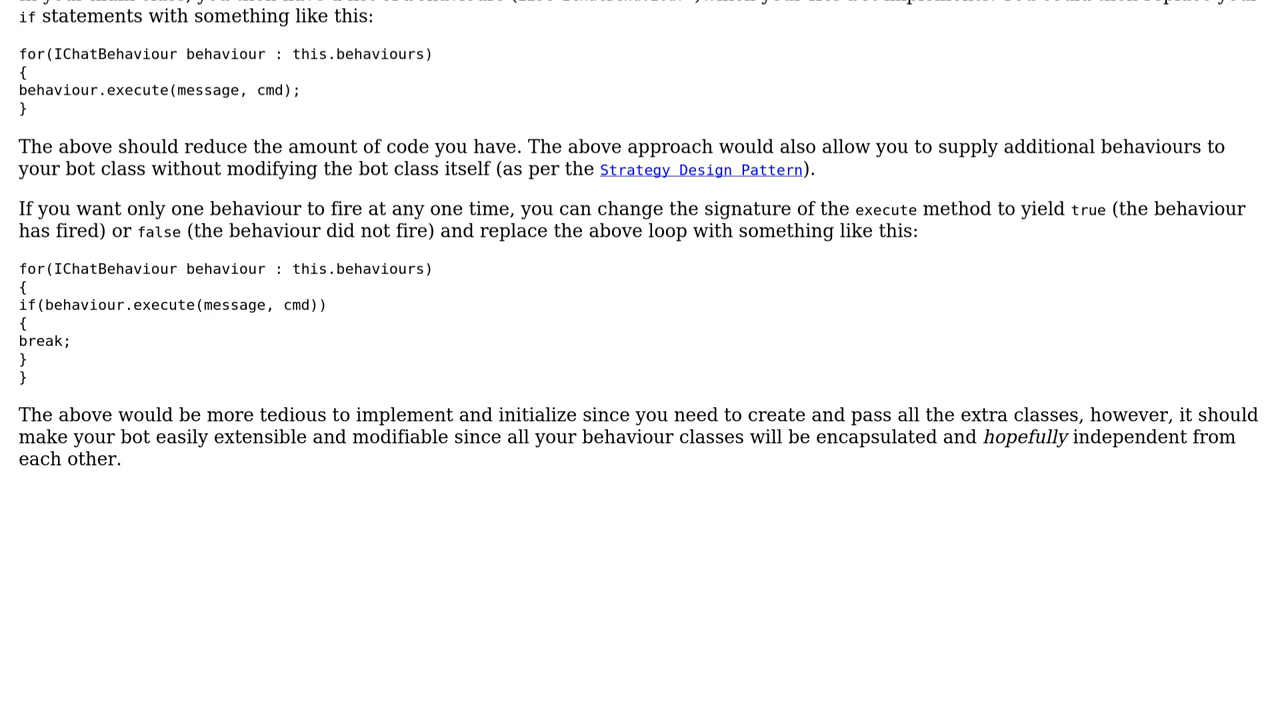 if statements with something like this:
for(IChatBehaviour behaviour : this.behaviours)
{
behaviour.execute(message, cmd);
}
The above should reduce the amount of code you have. The above approach would also allow you to supply additional behaviours to
your bot class without modifying the bot class itself (as per the Strategy Design Pattern).
If you want only one behaviour to fire at any one time, you can change the signature of the execute method to yield true (the behaviour
has fired) or false (the behaviour did not fire) and replace the above loop with something like this:
for(IChatBehaviour behaviour : this.behaviours)
{
if(behaviour.execute(message, cmd))
{
break;
}
}
The above would be more tedious to implement and initialize since you need to create and pass all the extra classes, however, it should
make your bot easily extensible and modifiable since all your behaviour classes will be encapsulated and hopefully independent from
each other.